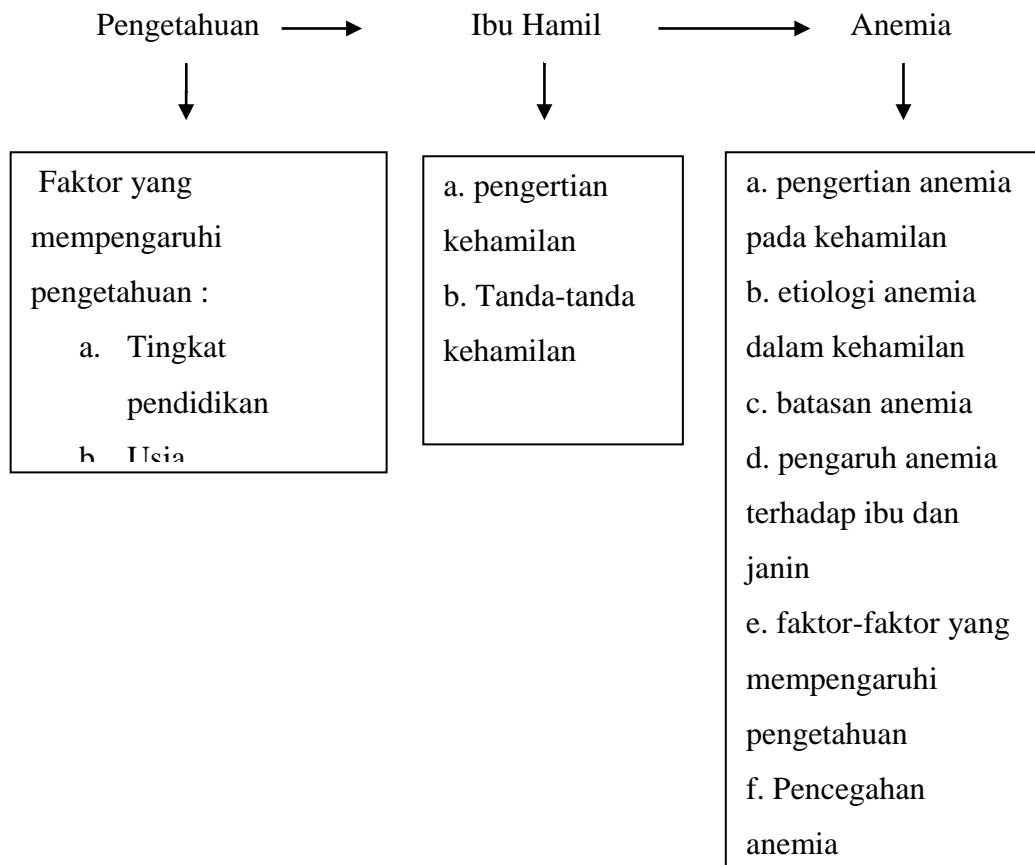 Pengetahuan Ibu Hamil Anemia
Faktor yang
mempengaruhi
pengetahuan :
a. Tingkat
pendidikan
b. Usia
a. pengertian
kehamilan
b. Tanda-tanda
kehamilan
a. pengertian anemia
pada kehamilan
b. etiologi anemia
dalam kehamilan
c. batasan anemia
d. pengaruh anemia
terhadap ibu dan
janin
e. faktor-faktor yang
mempengaruhi
pengetahuan
f. Pencegahan
anemia